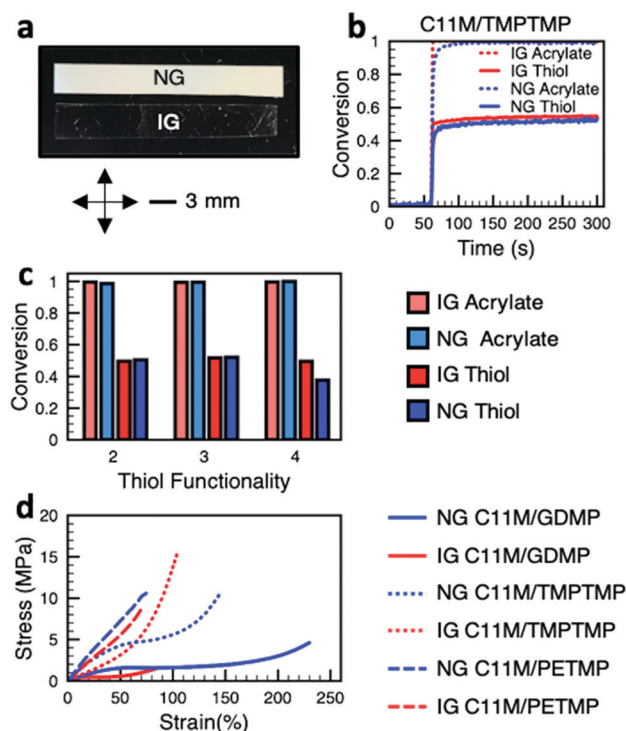 a
NG
IG
3 mm
b
C11M/TMPTMP
1
0.8
0.6
0.4
0.2
0
Conversion
IG Acrylate
IG Thiol
NG Acrylate
NG Thiol
0 50 100 150 200 250 300
Time (s)
c
1
0.8
0.6
0.4
0.2
0
Conversion
2 3 4
Thiol Functionality
IG Acrylate
NG Acrylate
IG Thiol
NG Thiol
d
20
15
10
5
0
Stress (MPa)
0 50 100 150 200 250
Strain(%)
NG C11M/GDMP
IG C11M/GDMP
NG C11M/TMPTMP
IG C11M/TMPTMP
NG C11M/PETMP
IG C11M/PETMP